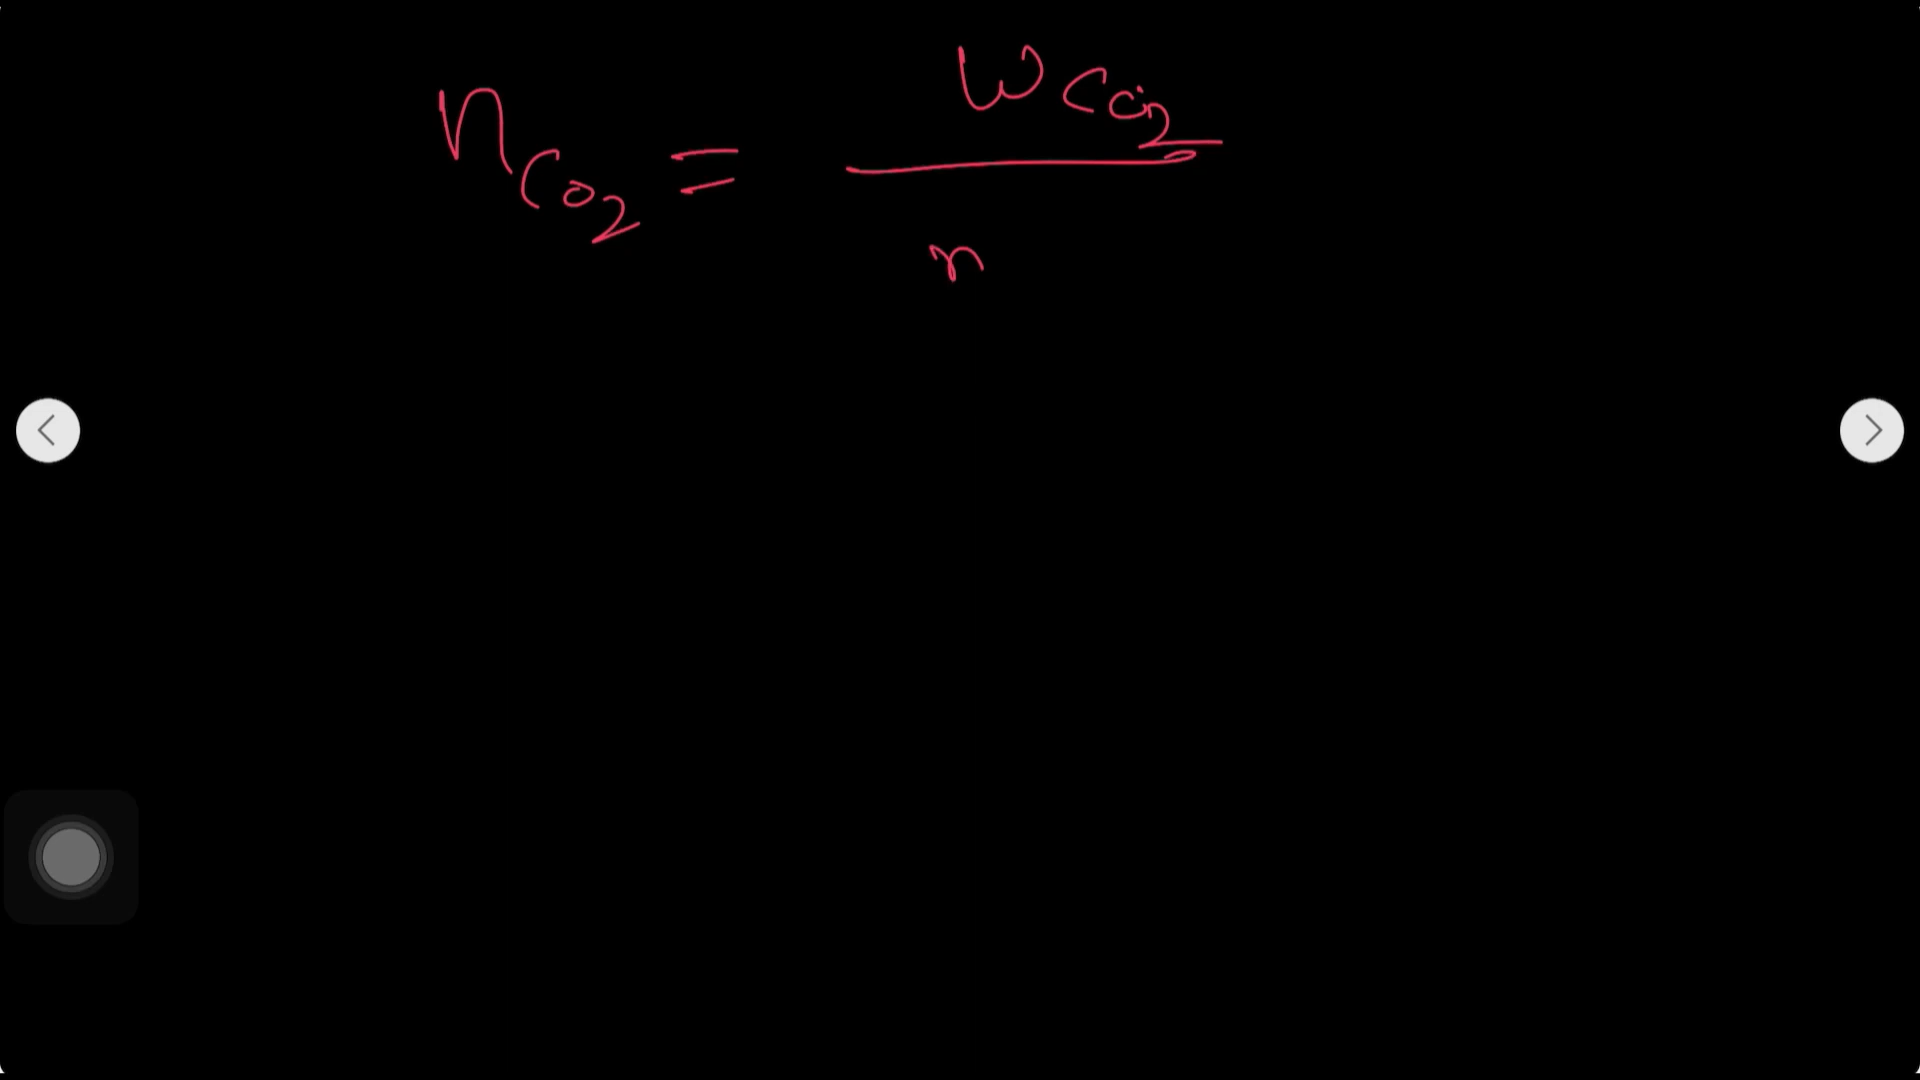 n_CO₂ = w_CO₂ / n